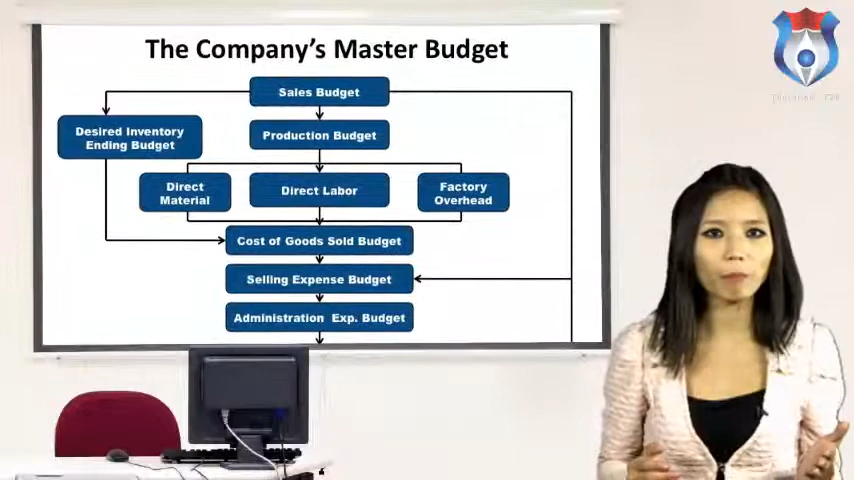 The Company's Master Budget
Sales Budget
Desired Inventory
Ending Budget
Production Budget
Direct
Material
Direct Labor
Factory
Overhead
Cost of Goods Sold Budget
Selling Expense Budget
Administration Exp. Budget